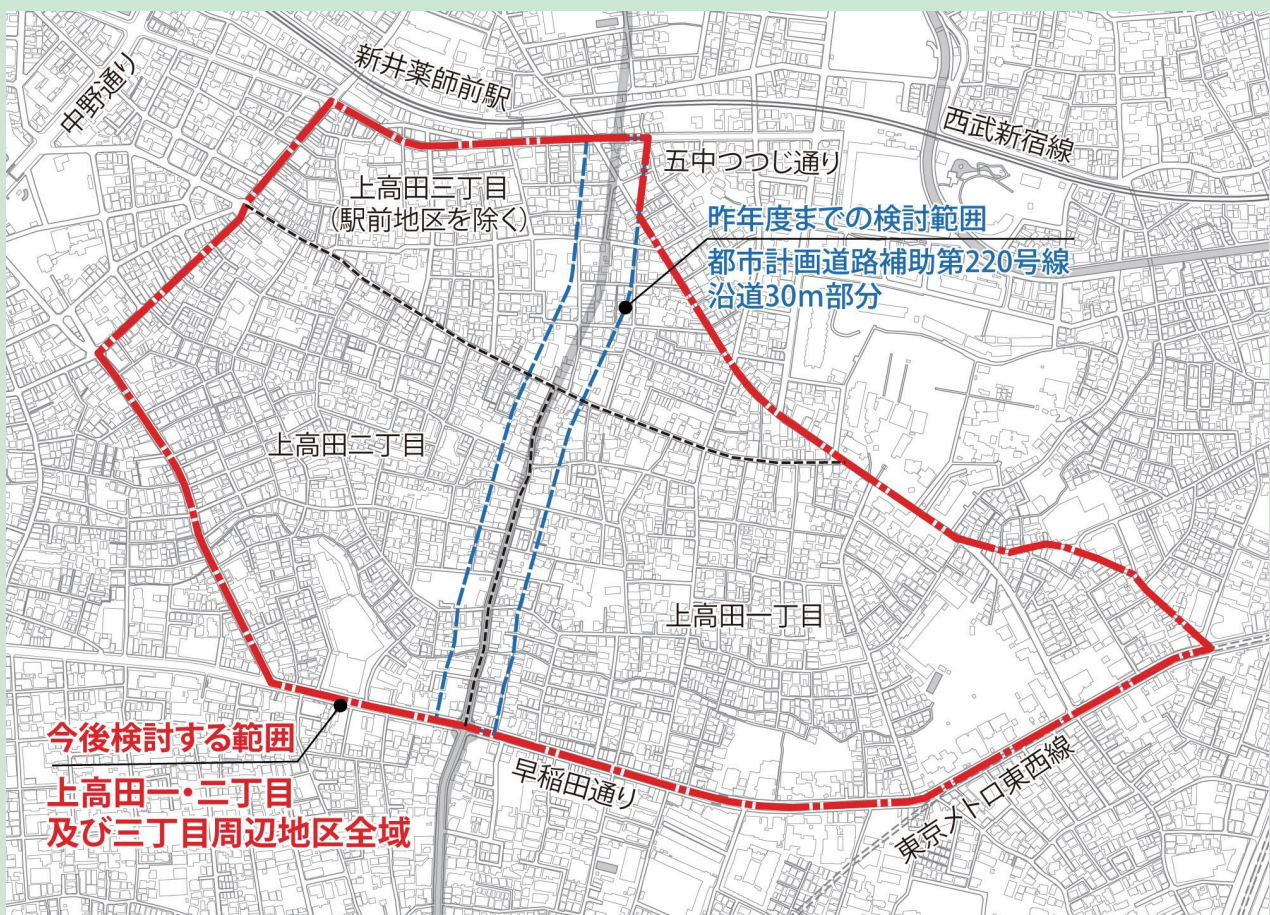 中野通り
新井薬師前駅
西武新宿線
五中つつじ通り
上高田三丁目
(駅前地区を除く)
昨年度までの検討範囲
都市計画道路補助第220号線
沿道30m部分
上高田二丁目
上高田一丁目
今後検討する範囲
上高田一・二丁目
及び三丁目周辺地区全域
早稲田通り
東京メトロ東西線